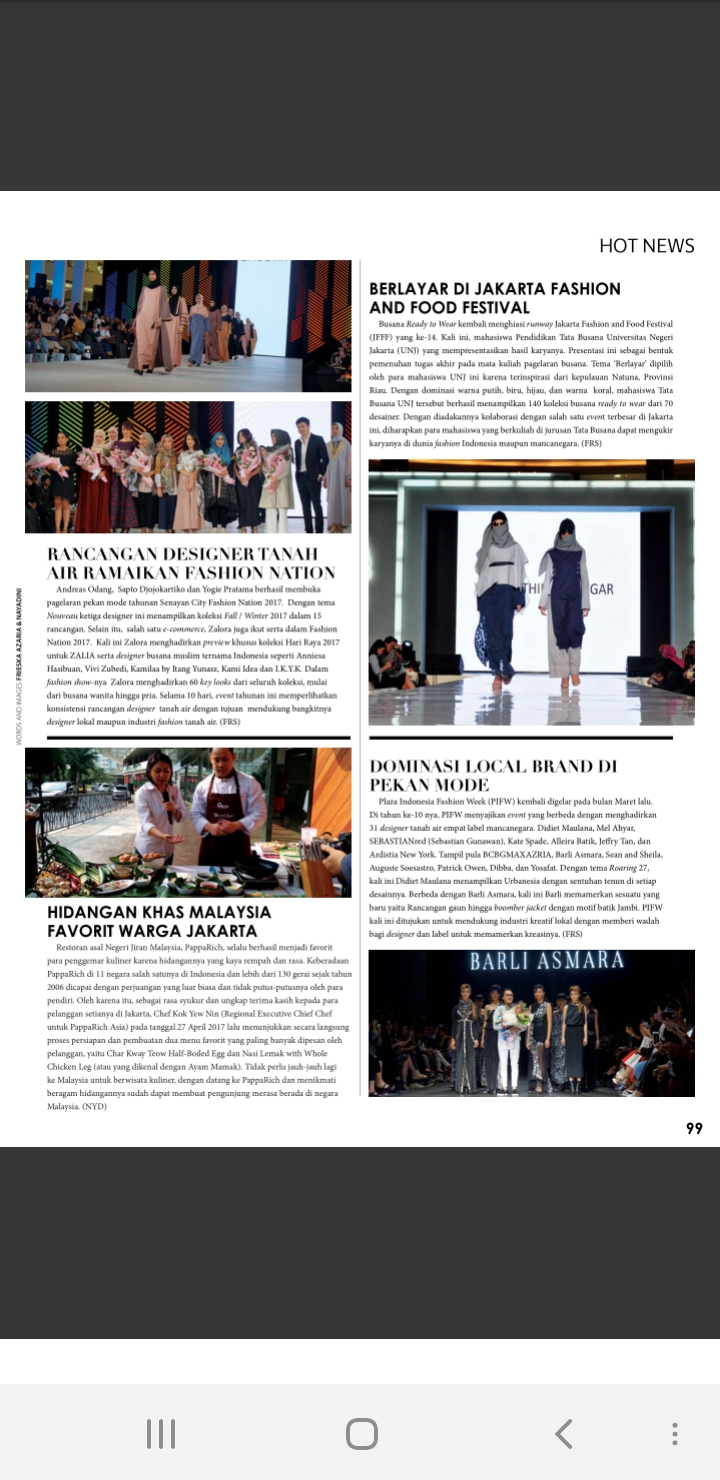 HOT NEWS
RANCANGAN DESIGNER TANAH
AIR RAMAIKAN FASHION NATION
Andreas Odang, Sapto Djojokartiko dan Yogie Pratama berhasil membuka
pagelaran pekan mode tahunan Senayan City Fashion Nation 2017. Dengan tema
Nouveau ketiga designer ini menampilkan koleksi Fall / Winter 2017 dalam 15
rancangan. Selain itu, salah satu e-commerce, Zalora juga ikut serta dalam Fashion
Nation 2017. Kali ini Zalora menghadirkan preview khusus koleksi Hari Raya 2017
untuk ZALIA serta designer busana muslim ternama Indonesia seperti Anniesa
Hasibuan, Vivi Zubedi, Kamilaa by Itang Yunasz, Kami Idea dan I.K.Y.K. Dalam
fashion show-nya Zalora menghadirkan 60 key looks dari seluruh koleksi, mulai
dari busana wanita hingga pria. Selama 10 hari, event tahunan ini memperlihatkan
konsistensi rancangan designer tanah air dengan tujuan mendukung bangkitnya
designer lokal maupun industri fashion tanah air. (FRS)
WORDS AND IMAGES FRIESKA AZARIA & NAYADINI
HIDANGAN KHAS MALAYSIA
FAVORIT WARGA JAKARTA
Restoran asal Negeri Jiran Malaysia, PappaRich, selalu berhasil menjadi favorit
para penggemar kuliner karena hidangannya yang kaya rempah dan rasa. Keberadaan
PappaRich di 11 negara salah satunya di Indonesia dan lebih dari 130 gerai sejak tahun
2006 dicapai dengan perjuangan yang luar biasa dan tidak putus-putusnya oleh para
pendiri. Oleh karena itu, sebagai rasa syukur dan ungkap terima kasih kepada para
pelanggan setianya di Jakarta, Chef Kok Yew Nin (Regional Executive Chief Chef
untuk PappaRich Asia) pada tanggal 27 April 2017 lalu menunjukkan secara langsung
proses persiapan dan pembuatan dua menu favorit yang paling banyak dipesan oleh
pelanggan, yaitu Char Kway Teow Half-Boiled Egg dan Nasi Lemak with Whole
Chicken Leg (atau yang dikenal dengan Ayam Mamak). Tidak perlu jauh-jauh lagi
ke Malaysia untuk berwisata kuliner, dengan datang ke PappaRich dan menikmati
beragam hidangannya sudah dapat membuat pengunjung merasa berada di negara
Malaysia. (NYD)
BERLAYAR DI JAKARTA FASHION
AND FOOD FESTIVAL
Busana Ready to Wear kembali menghiasi runway Jakarta Fashion and Food Festival
(JFFF) yang ke-14. Kali ini, mahasiswa Pendidikan Tata Busana Universitas Negeri
Jakarta (UNJ) yang mempresentasikan hasil karyanya. Presentasi ini sebagai bentuk
pemenuhan tugas akhir pada mata kuliah pagelaran busana. Tema 'Berlayar' dipilih
oleh para mahasiswa UNJ ini karena terinspirasi dari kepulauan Natuna, Provinsi
Riau. Dengan dominasi warna putih, biru, hijau, dan warna koral, mahasiswa Tata
Busana UNJ tersebut berhasil menampilkan 140 koleksi busana ready to wear dari 70
desainer. Dengan diadakannya kolaborasi dengan salah satu event terbesar di Jakarta
ini, diharapkan para mahasiswa yang berkuliah di jurusan Tata Busana dapat mengukir
karyanya di dunia fashion Indonesia maupun mancanegara. (FRS)
DOMINASI LOCAL BRAND DI
PEKAN MODE
Plaza Indonesia Fashion Week (PIFW) kembali digelar pada bulan Maret lalu.
Di tahun ke-10 nya, PIFW menyajikan event yang berbeda dengan menghadirkan
31 designer tanah air empat label mancanegara. Didiet Maulana, Mel Ahyar,
SEBASTIANred (Sebastian Gunawan), Kate Spade, Alleira Batik, Jeffry Tan, dan
Ardistia New York. Tampil pula BCBGMAXAZRIA, Barli Asmara, Sean and Sheila,
Auguste Soesastro, Patrick Owen, Dibba, dan Yosafat. Dengan tema Roaring 27,
kali ini Didiet Maulana menampilkan Urbanesia dengan sentuhan tenun di setiap
desainnya. Berbeda dengan Barli Asmara, kali ini Barli memamerkan sesuatu yang
baru yaitu Rancangan gaun hingga boomber jacket dengan motif batik Jambi. PIFW
kali ini ditujukan untuk mendukung industri kreatif lokal dengan memberi wadah
bagi designer dan label untuk memamerkan kreasinya. (FRS)
BARLI ASMARA
99